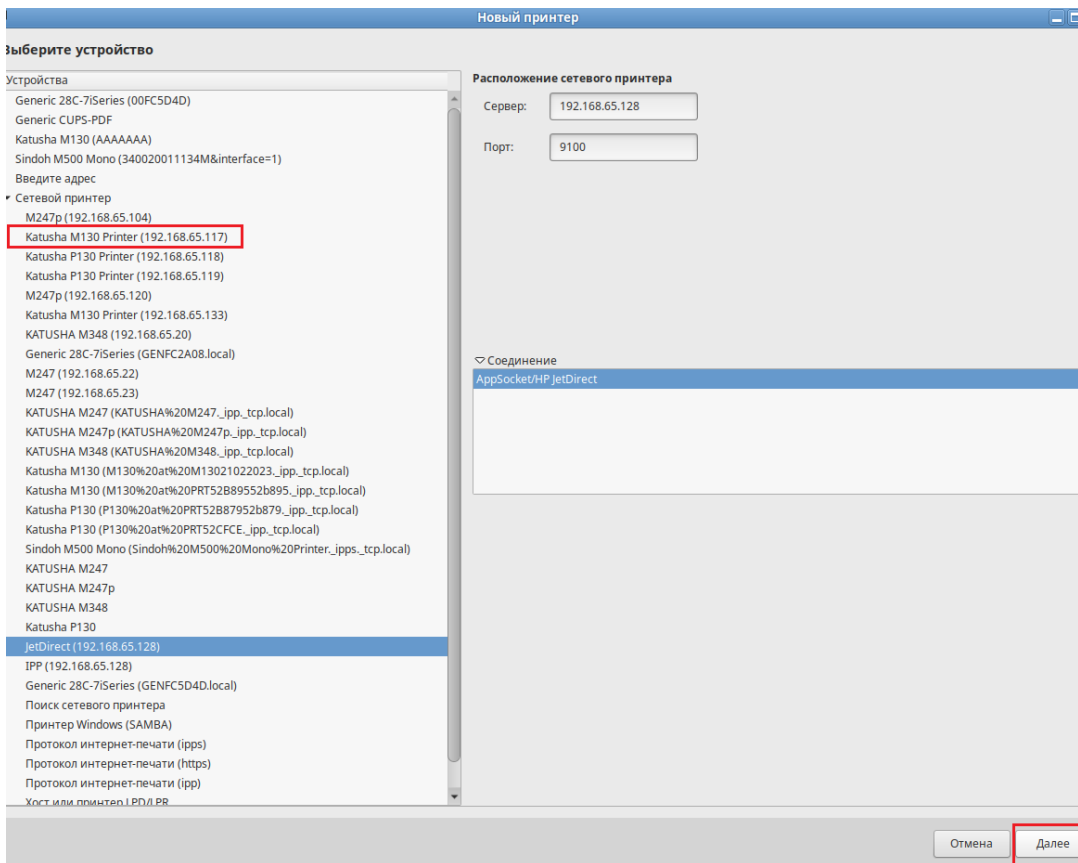 Новый принтер
Выберите устройство
Устройства
Generic 28C-7iSeries (00FC5D4D)
Generic CUPS-PDF
Katusha M130 (AAAAAAA)
Sindoh M500 Mono (340020011134M&interface=1)
Введите адрес
Сетевой принтер
M247p (192.168.65.104)
Katusha M130 Printer (192.168.65.117)
Katusha P130 Printer (192.168.65.118)
Katusha P130 Printer (192.168.65.119)
M247p (192.168.65.120)
Katusha M130 Printer (192.168.65.133)
KATUSHA M348 (192.168.65.20)
Generic 28C-7iSeries (GENFC2A08.local)
M247 (192.168.65.22)
M247 (192.168.65.23)
KATUSHA M247 (KATUSHA%20M247._ipp._tcp.local)
KATUSHA M247p (KATUSHA%20M247p._ipp._tcp.local)
KATUSHA M348 (KATUSHA%20M348._ipp._tcp.local)
Katusha M130 (M130%20at%20M13021022023._ipp._tcp.local)
Katusha M130 (M130%20at%20PRT52B89552b895._ipp._tcp.local)
Katusha P130 (P130%20at%20PRT52B87952b879._ipp._tcp.local)
Katusha P130 (P130%20at%20PRT52CFCE._ipp._tcp.local)
Sindoh M500 Mono (Sindoh%20M500%20Mono%20Printer._ipps._tcp.local)
KATUSHA M247
KATUSHA M247p
KATUSHA M348
Katusha P130
JetDirect (192.168.65.128)
IPP (192.168.65.128)
Generic 28C-7iSeries (GENFC5D4D.local)
Поиск сетевого принтера
Принтер Windows (SAMBA)
Протокол интернет-печати (ipps)
Протокол интернет-печати (https)
Протокол интернет-печати (ipp)
Хост или принтер LPD/LPR
Расположение сетевого принтера
Сервер: 192.168.65.128
Порт: 9100
Соединение
AppSocket/HP JetDirect
Отмена Далее